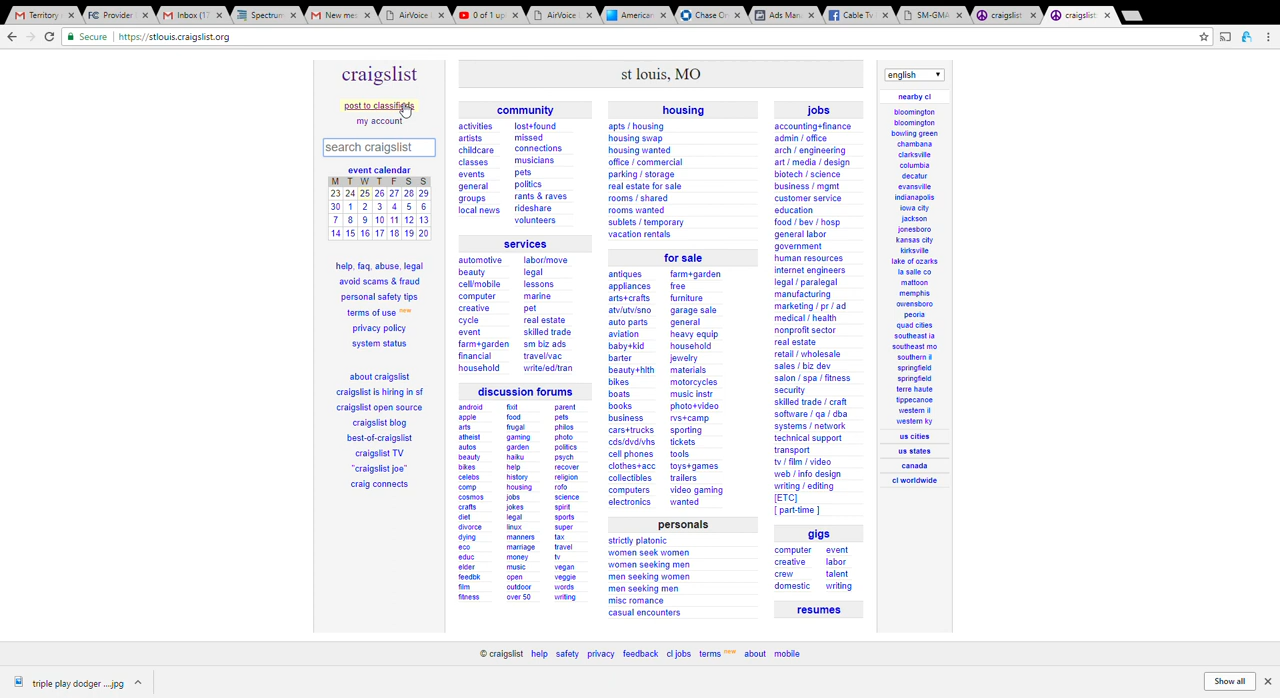 Territory
Provider
Inbox (17
Spectrum
New mes
AirVoice
0 of 1 up
AirVoice
American
Chase On
Ads Mana
Cable Tv
SM-GMA
craigslist
craigslist
Secure
https://stlouis.craigslist.org
craigslist
post to classifieds
my account
search craigslist
event calendar
M T W T F S S
23 24 25 26 27 28 29
30 1 2 3 4 5 6
7 8 9 10 11 12 13
14 15 16 17 18 19 20
help, faq, abuse, legal
avoid scams & fraud
personal safety tips
terms of use new
privacy policy
system status
about craigslist
craigslist is hiring in sf
craigslist open source
craigslist blog
best-of-craigslist
craigslist TV
"craigslist joe"
craig connects
st louis, MO
community
activities
artists
childcare
classes
events
general
groups
local news
lost+found
missed
connections
musicians
pets
politics
rants & raves
rideshare
volunteers
services
automotive
beauty
cell/mobile
computer
creative
cycle
event
farm+garden
financial
household
labor/move
legal
lessons
marine
pet
real estate
skilled trade
sm biz ads
travel/vac
write/ed/tran
discussion forums
android
apple
arts
atheist
autos
beauty
bikes
celebs
comp
cosmos
crafts
diet
divorce
dying
eco
educ
elder
feedbk
film
fitness
fixit
food
frugal
gaming
garden
haiku
help
history
housing
jobs
jokes
legal
linux
manners
marriage
money
music
open
outdoor
over 50
parent
pets
philos
photo
politics
psych
recover
religion
rofo
science
spirit
sports
super
tax
travel
tv
vegan
veggie
words
writing
housing
apts / housing
housing swap
housing wanted
office / commercial
parking / storage
real estate for sale
rooms / shared
rooms wanted
sublets / temporary
vacation rentals
for sale
antiques
appliances
arts+crafts
atv/utv/sno
auto parts
aviation
baby+kid
barter
beauty+hlth
bikes
boats
books
business
cars+trucks
cds/dvd/vhs
cell phones
clothes+acc
collectibles
computers
electronics
farm+garden
free
furniture
garage sale
general
heavy equip
household
jewelry
materials
motorcycles
music instr
photo+video
rvs+camp
sporting
tickets
tools
toys+games
trailers
video gaming
wanted
personals
strictly platonic
women seek women
women seeking men
men seeking women
men seeking men
misc romance
casual encounters
jobs
accounting+finance
admin / office
arch / engineering
art / media / design
biotech / science
business / mgmt
customer service
education
food / bev / hosp
general labor
government
human resources
internet engineers
legal / paralegal
manufacturing
marketing / pr / ad
medical / health
nonprofit sector
real estate
retail / wholesale
sales / biz dev
salon / spa / fitness
security
skilled trade / craft
software / qa / dba
systems / network
technical support
transport
tv / film / video
web / info design
writing / editing
[ETC]
[ part-time ]
gigs
computer
creative
crew
domestic
event
labor
talent
writing
resumes
english
nearby cl
bloomington
bloomington
bowling green
chambana
clarksville
columbia
decatur
evansville
indianapolis
iowa city
jackson
jonesboro
kansas city
kirksville
lake of ozarks
la salle co
mattoon
memphis
owensboro
peoria
quad cities
southeast ia
southeast mo
southern il
springfield
springfield
terre haute
tippecanoe
western il
western ky
us cities
us states
canada
cl worldwide
© craigslist help safety privacy feedback cl jobs terms new about mobile
triple play dodger ....jpg
Show all